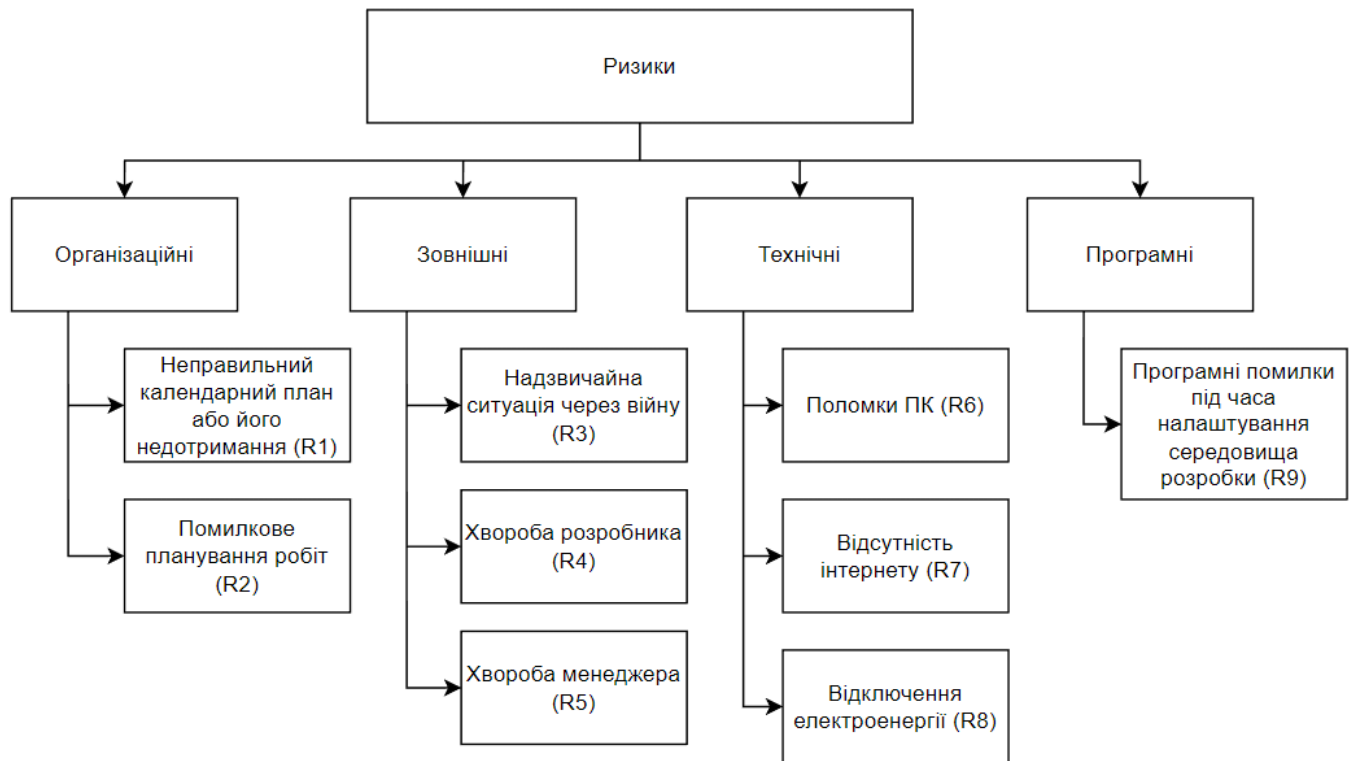 Ризики
Організаційні
Зовнішні
Технічні
Програмні
Неправильний
календарний план
або його
недотримання (R1)
Помилкове
планування робіт
(R2)
Надзвичайна
ситуація через війну
(R3)
Хвороба розробника
(R4)
Хвороба менеджера
(R5)
Поломки ПК (R6)
Відсутність
інтернету (R7)
Відключення
електроенергії (R8)
Програмні помилки
під часа
налаштування
середовища
розробки (R9)